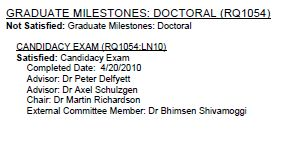 GRADUATE MILESTONES: DOCTORAL (RQ1054)
Not Satisfied: Graduate Milestones: Doctoral
CANDIDACY EXAM (RQ1054:LN10)
Satisfied: Candidacy Exam
Completed Date: 4/20/2010
Advisor: Dr Peter Delfyett
Advisor: Dr Axel Schulzgen
Chair: Dr Martin Richardson
External Committee Member: Dr Bhimsen Shivamoggi